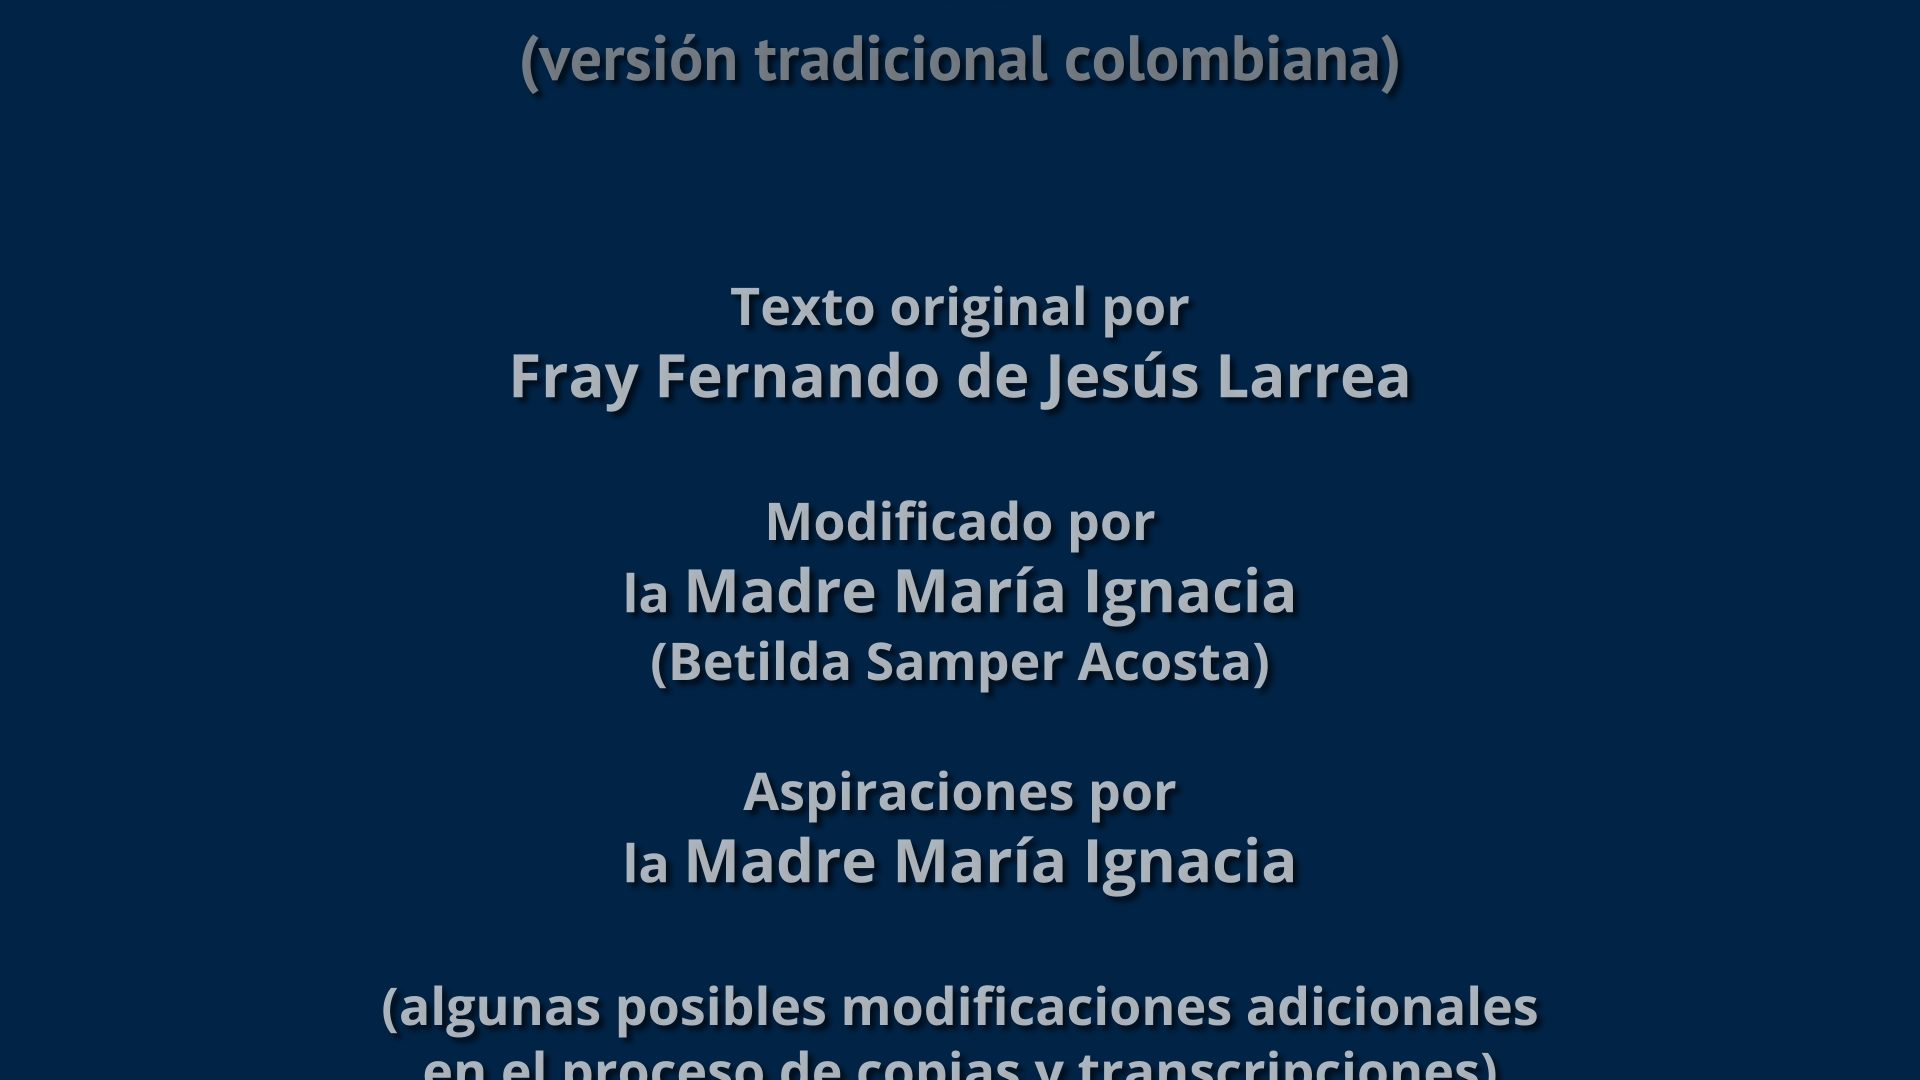 (versión tradicional colombiana)
Texto original por
Fray Fernando de Jesús Larrea
Modificado por
la Madre María Ignacia
(Betilda Samper Acosta)
Aspiraciones por
la Madre María Ignacia
(algunas posibles modificaciones adicionales
en el proceso de copias y transcripciones)